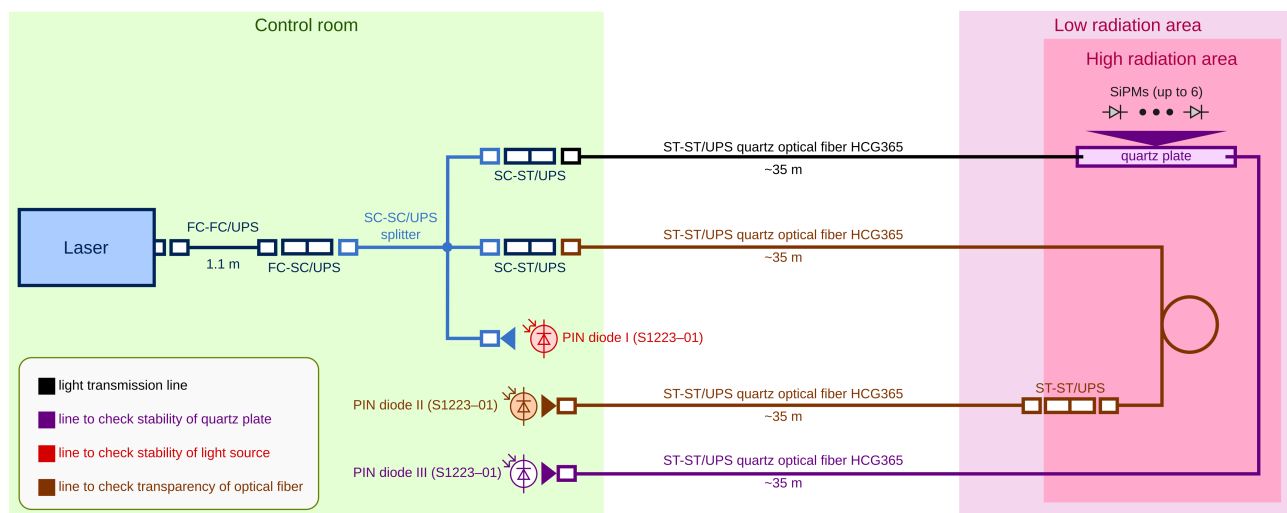 Control room
Low radiation area
High radiation area
SiPMs (up to 6)
ST-ST/UPS quartz optical fiber HCG365
~35 m
quartz plate
SC-ST/UPS
Laser
FC-FC/UPS
1.1 m
FC-SC/UPS
SC-SC/UPS
splitter
ST-ST/UPS quartz optical fiber HCG365
~35 m
SC-ST/UPS
PIN diode I (S1223–01)
light transmission line
line to check stability of quartz plate
line to check stability of light source
line to check transparency of optical fiber
PIN diode II (S1223–01)
ST-ST/UPS quartz optical fiber HCG365
~35 m
ST-ST/UPS
PIN diode III (S1223–01)
ST-ST/UPS quartz optical fiber HCG365
~35 m